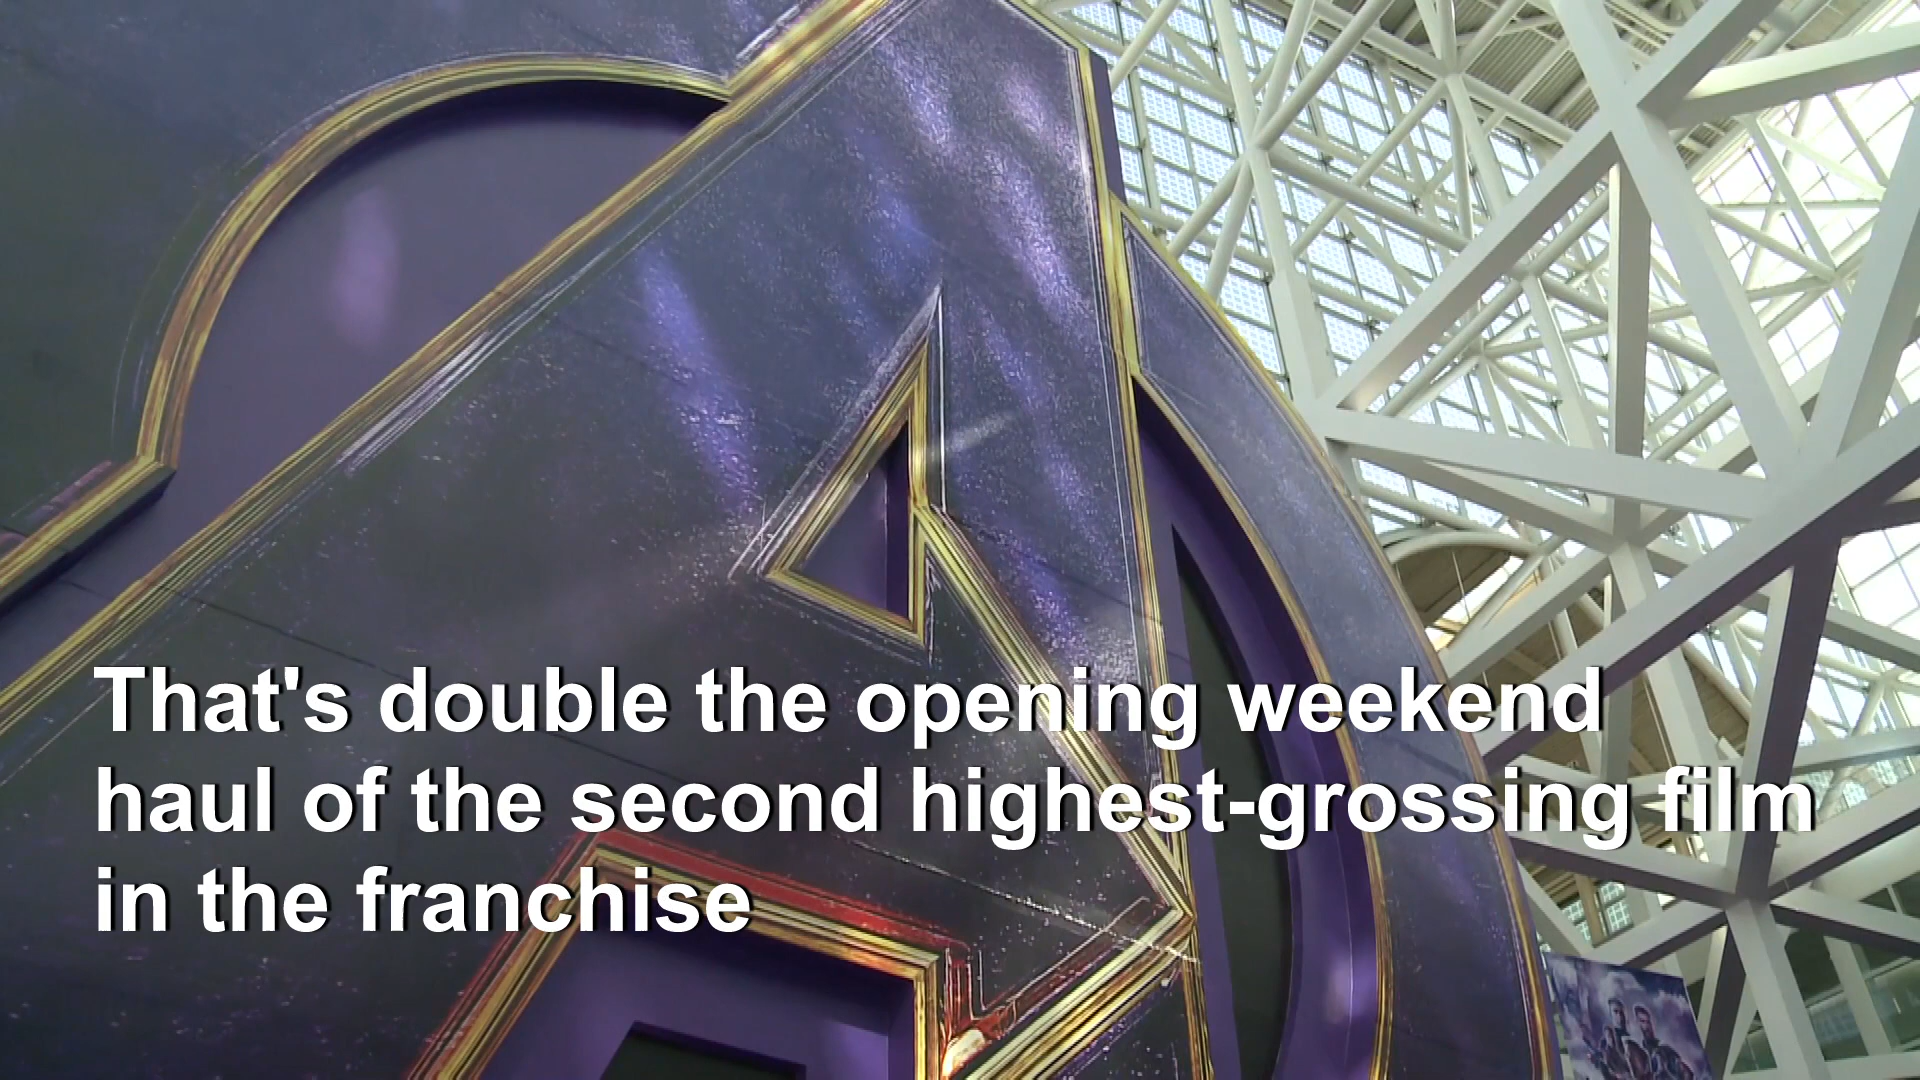 That's double the opening weekend
haul of the second highest-grossing film
in the franchise